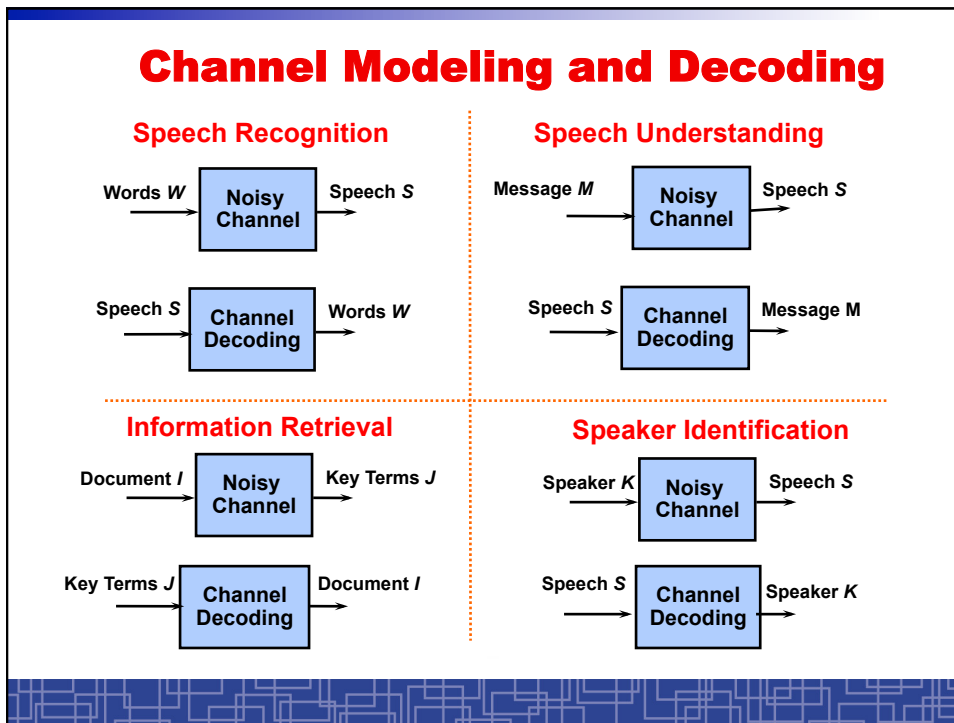 Channel Modeling and Decoding
Speech Recognition
Words W
Noisy
Channel
Speech S
Speech S
Channel
Decoding
Words W
Speech Understanding
Message M
Noisy
Channel
Speech S
Speech S
Channel
Decoding
Message M
Information Retrieval
Document I
Noisy
Channel
Key Terms J
Key Terms J
Channel
Decoding
Document I
Speaker Identification
Speaker K
Noisy
Channel
Speech S
Speech S
Channel
Decoding
Speaker K